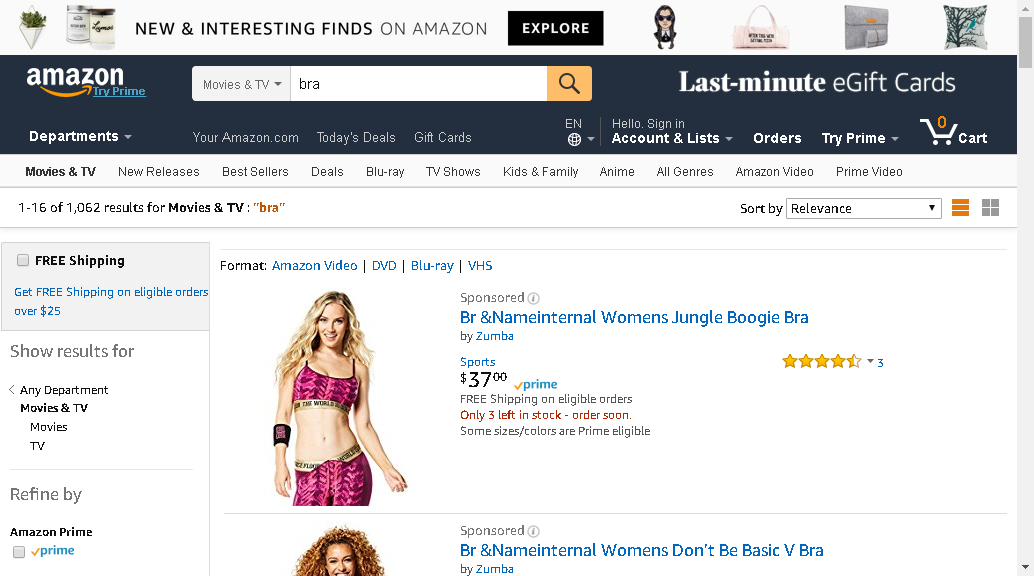 NEW & INTERESTING FINDS ON AMAZON EXPLORE
amazon
Try Prime
Movies & TV bra
Last-minute eGift Cards
Departments
Your Amazon.com Today's Deals Gift Cards
EN
Hello. Sign in
Account & Lists
Orders
Try Prime
0
Cart
Movies & TV New Releases Best Sellers Deals Blu-ray TV Shows Kids & Family Anime All Genres Amazon Video Prime Video
1-16 of 1,062 results for Movies & TV : "bra"
Sort by Relevance
FREE Shipping
Get FREE Shipping on eligible orders
over $25
Show results for
Any Department
Movies & TV
Movies
TV
Refine by
Amazon Prime
prime
Format: Amazon Video | DVD | Blu-ray | VHS
Sponsored
Br &Nameinternal Womens Jungle Boogie Bra
by Zumba
Sports
$37 00 prime
3
FREE Shipping on eligible orders
Only 3 left in stock - order soon.
Some sizes/colors are Prime eligible
Sponsored
Br &Nameinternal Womens Don't Be Basic V Bra
by Zumba